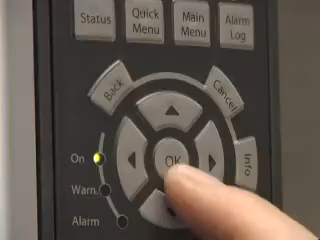 Status
Quick Menu
Main Menu
Alarm Log
Back
Cancel
OK
Info
On
Warn.
Alarm